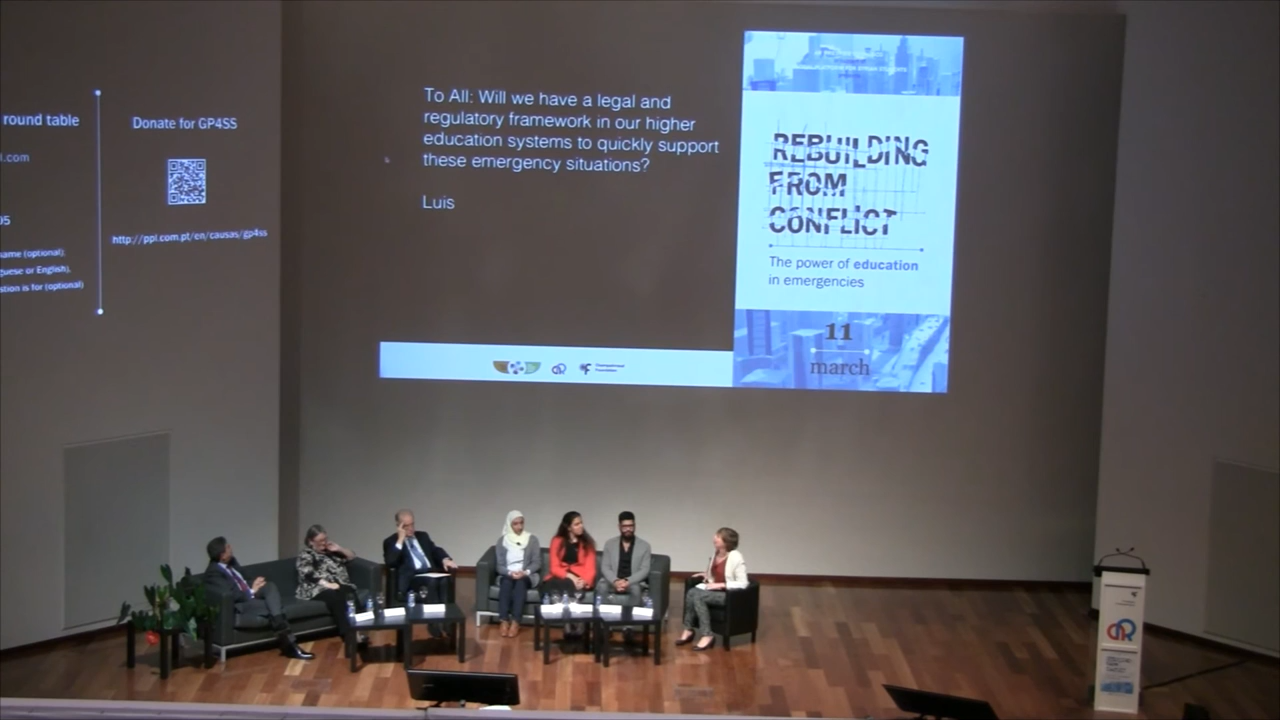 round table
l.com
95
ame (optional),
guese or English),
stion is for (optional)
Donate for GP4SS
http://ppl.com.pt/en/causas/gp4ss
To All: Will we have a legal and
regulatory framework in our higher
education systems to quickly support
these emergency situations?
Luis
REBUILDING
FROM
CONFLICT
The power of education
in emergencies
11
march